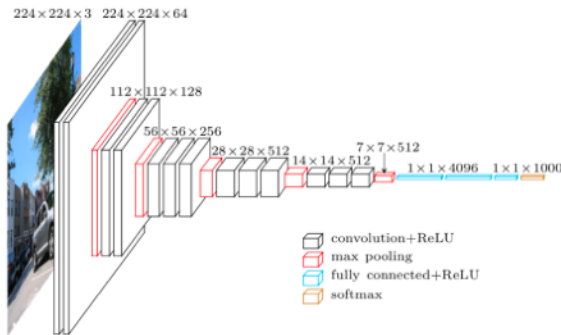 224×224×3
224×224×64
112×112×128
56×56×256
28×28×512
14×14×512
7×7×512
1×1×4096
1×1×1000
convolution+ReLU
max pooling
fully connected+ReLU
softmax